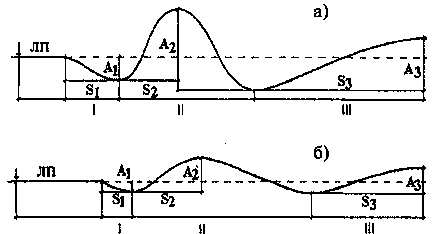 а)
ЛП A₁ A₂ A₃
S₁ S₂ S₃
I II III
б)
ЛП A₁ A₂ A₃
S₁ S₂ S₃
I II III